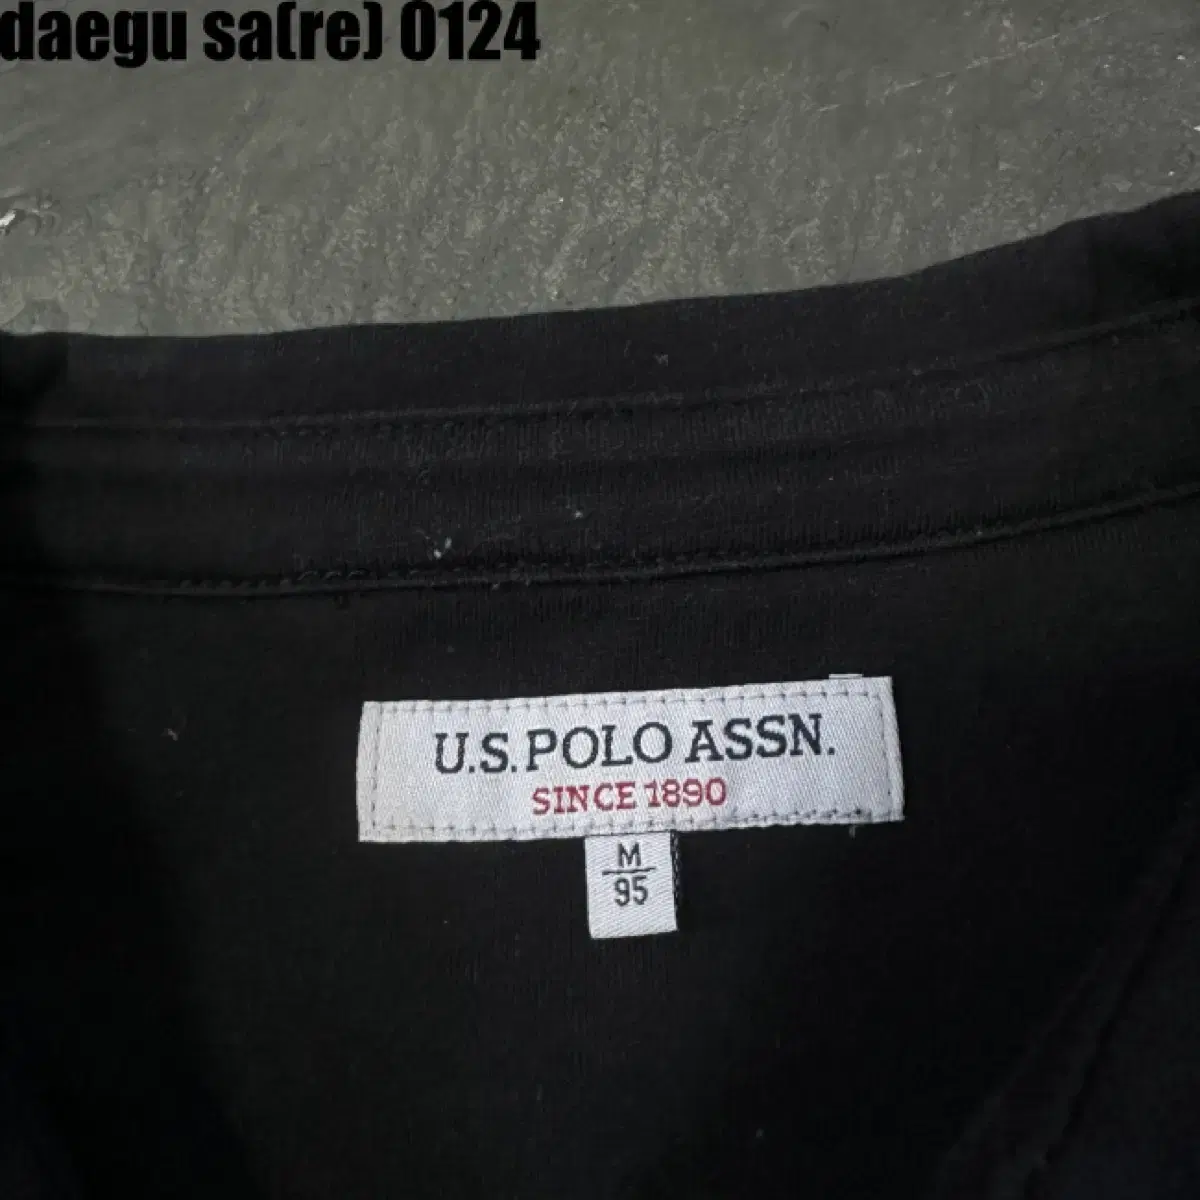 daegu sa(re) 0124
U.S. POLO ASSN.
SINCE 1890
M
95